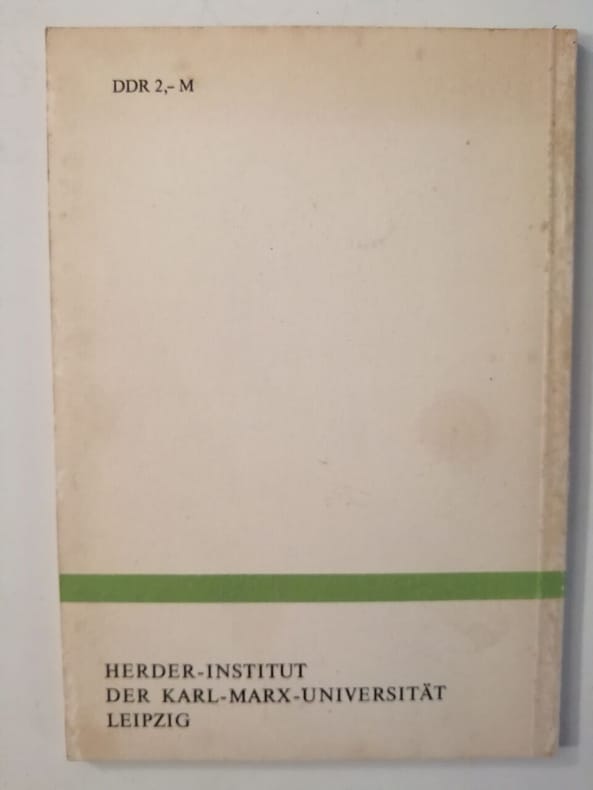 DDR 2,– M
HERDER-INSTITUT
DER KARL-MARX-UNIVERSITÄT
LEIPZIG